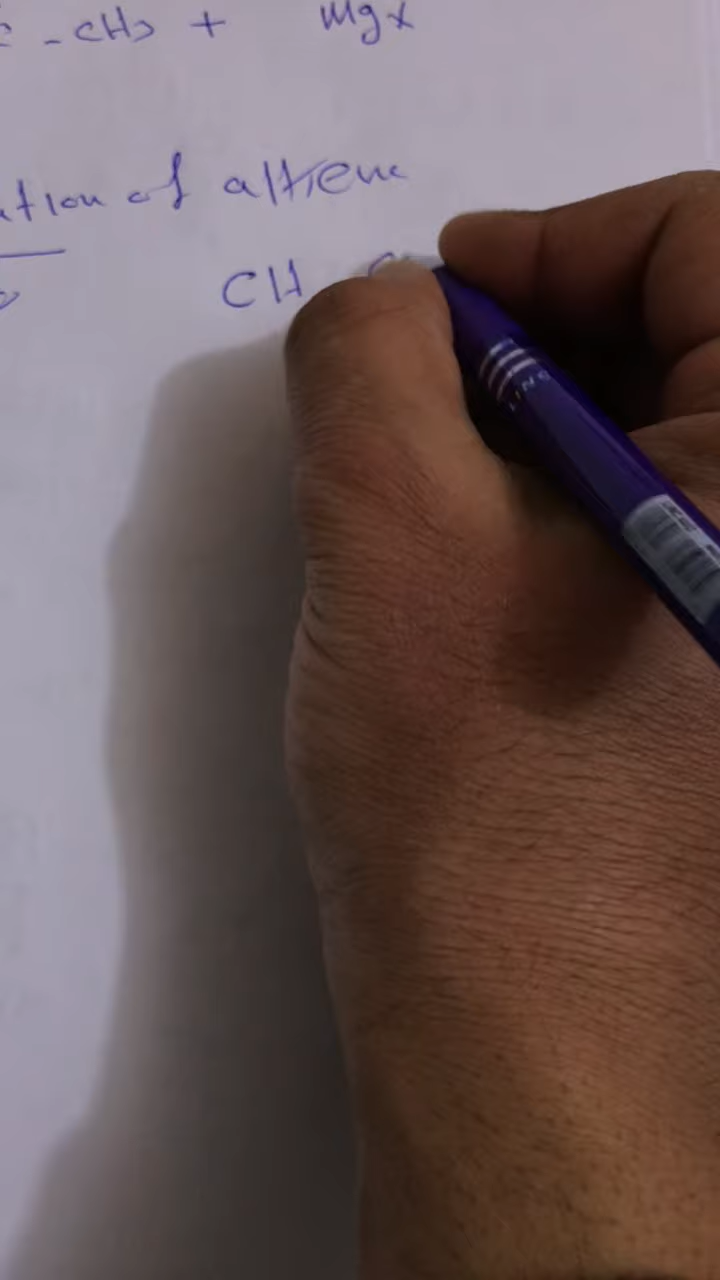 -CH3 + Mgx
ation of alkene
CH